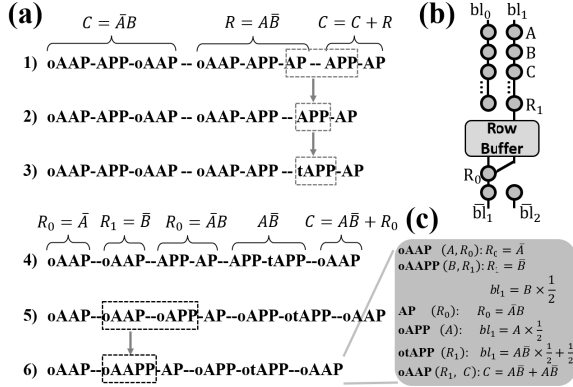 (a)
C = ĀB R = AB̄ C = C + R
1) oAAP-APP-oAAP -- oAAP-APP-AP -- APP-AP
2) oAAP-APP-oAAP -- oAAP-APP --APP-AP
3) oAAP-APP-oAAP -- oAAP-APP --tAPP-AP
R₀ = Ā R₁ = B̄ R₀ = ĀB AB̄ C = AB̄ + R₀
4) oAAP--oAAP--APP-AP--APP-tAPP--oAAP
5) oAAP--oAAP--oAPP-AP--oAPP-otAPP--oAAP
6) oAAP--oAAPP-AP--oAPP-otAPP--oAAP
(b)
bl₀ bl₁
A
B
C
R₁
Row
Buffer
R₀
b̄l₁ b̄l₂
(c)
oAAP (A, R₀): R₀ = Ā
oAAPP (B, R₁): R₁ = B̄
bl₁ = B × 1/2
AP (R₀): R₀ = ĀB
oAPP (A): bl₁ = A × 1/2
otAPP (R₁): bl₁ = AB̄ × 1/2 + 1/2
oAAP (R₁, C): C = AB̄ + AB̄